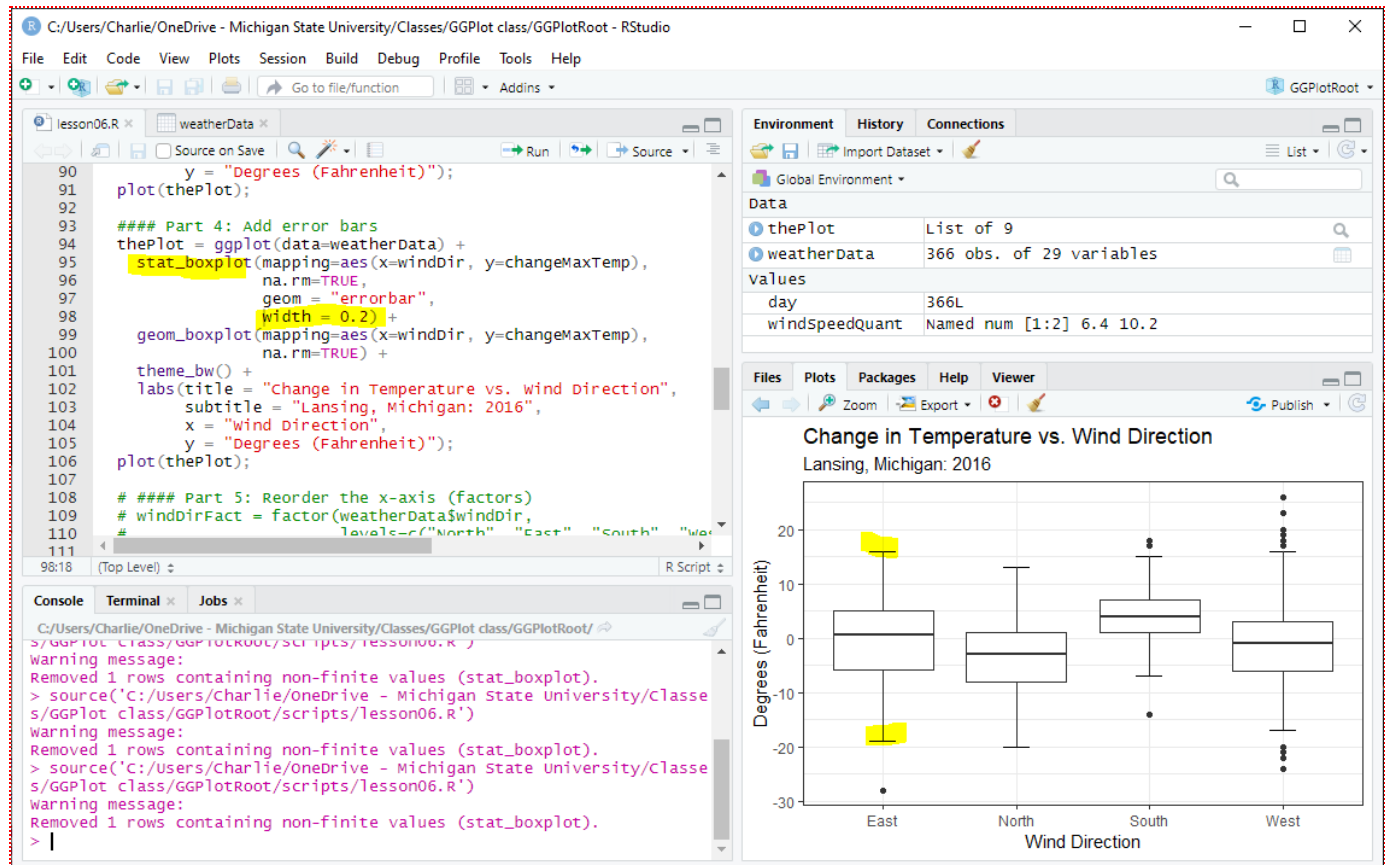 C:/Users/Charlie/OneDrive - Michigan State University/Classes/GGPlot class/GGPlotRoot - RStudio
File Edit Code View Plots Session Build Debug Profile Tools Help
Go to file/function Addins GGPlotRoot
lesson06.R weatherData
Source on Save Run Source
90 y = "Degrees (Fahrenheit)");
91 plot(thePlot);
92
93 #### Part 4: Add error bars
94 thePlot = ggplot(data=weatherData) +
95 stat_boxplot(mapping=aes(x=windDir, y=changeMaxTemp),
96 na.rm=TRUE,
97 geom = "errorbar",
98 width = 0.2) +
99 geom_boxplot(mapping=aes(x=windDir, y=changeMaxTemp),
100 na.rm=TRUE) +
101 theme_bw() +
102 labs(title = "Change in Temperature vs. Wind Direction",
103 subtitle = "Lansing, Michigan: 2016",
104 x = "Wind Direction",
105 y = "Degrees (Fahrenheit)");
106 plot(thePlot);
107
108 # #### Part 5: Reorder the x-axis (factors)
109 # windDirFact = factor(weatherData$windDir,
110 # levels=c("North", "East", "South", "Wes
111
98:18 (Top Level) R Script
Console Terminal Jobs
C:/Users/Charlie/OneDrive - Michigan State University/Classes/GGPlot class/GGPlotRoot/
s/GGPlot class/GGPlotRoot/scripts/lesson06.R')
Warning message:
Removed 1 rows containing non-finite values (stat_boxplot).
> source('C:/Users/Charlie/OneDrive - Michigan State University/Classe
s/GGPlot class/GGPlotRoot/scripts/lesson06.R')
Warning message:
Removed 1 rows containing non-finite values (stat_boxplot).
> source('C:/Users/Charlie/OneDrive - Michigan State University/Classe
s/GGPlot class/GGPlotRoot/scripts/lesson06.R')
Warning message:
Removed 1 rows containing non-finite values (stat_boxplot).
>
Environment History Connections
Import Dataset List
Global Environment
Data
thePlot List of 9
weatherData 366 obs. of 29 variables
Values
day 366L
windSpeedQuant Named num [1:2] 6.4 10.2
Files Plots Packages Help Viewer
Zoom Export Publish
Change in Temperature vs. Wind Direction
Lansing, Michigan: 2016
Degrees (Fahrenheit)
20
10
0
-10
-20
-30
East North South West
Wind Direction